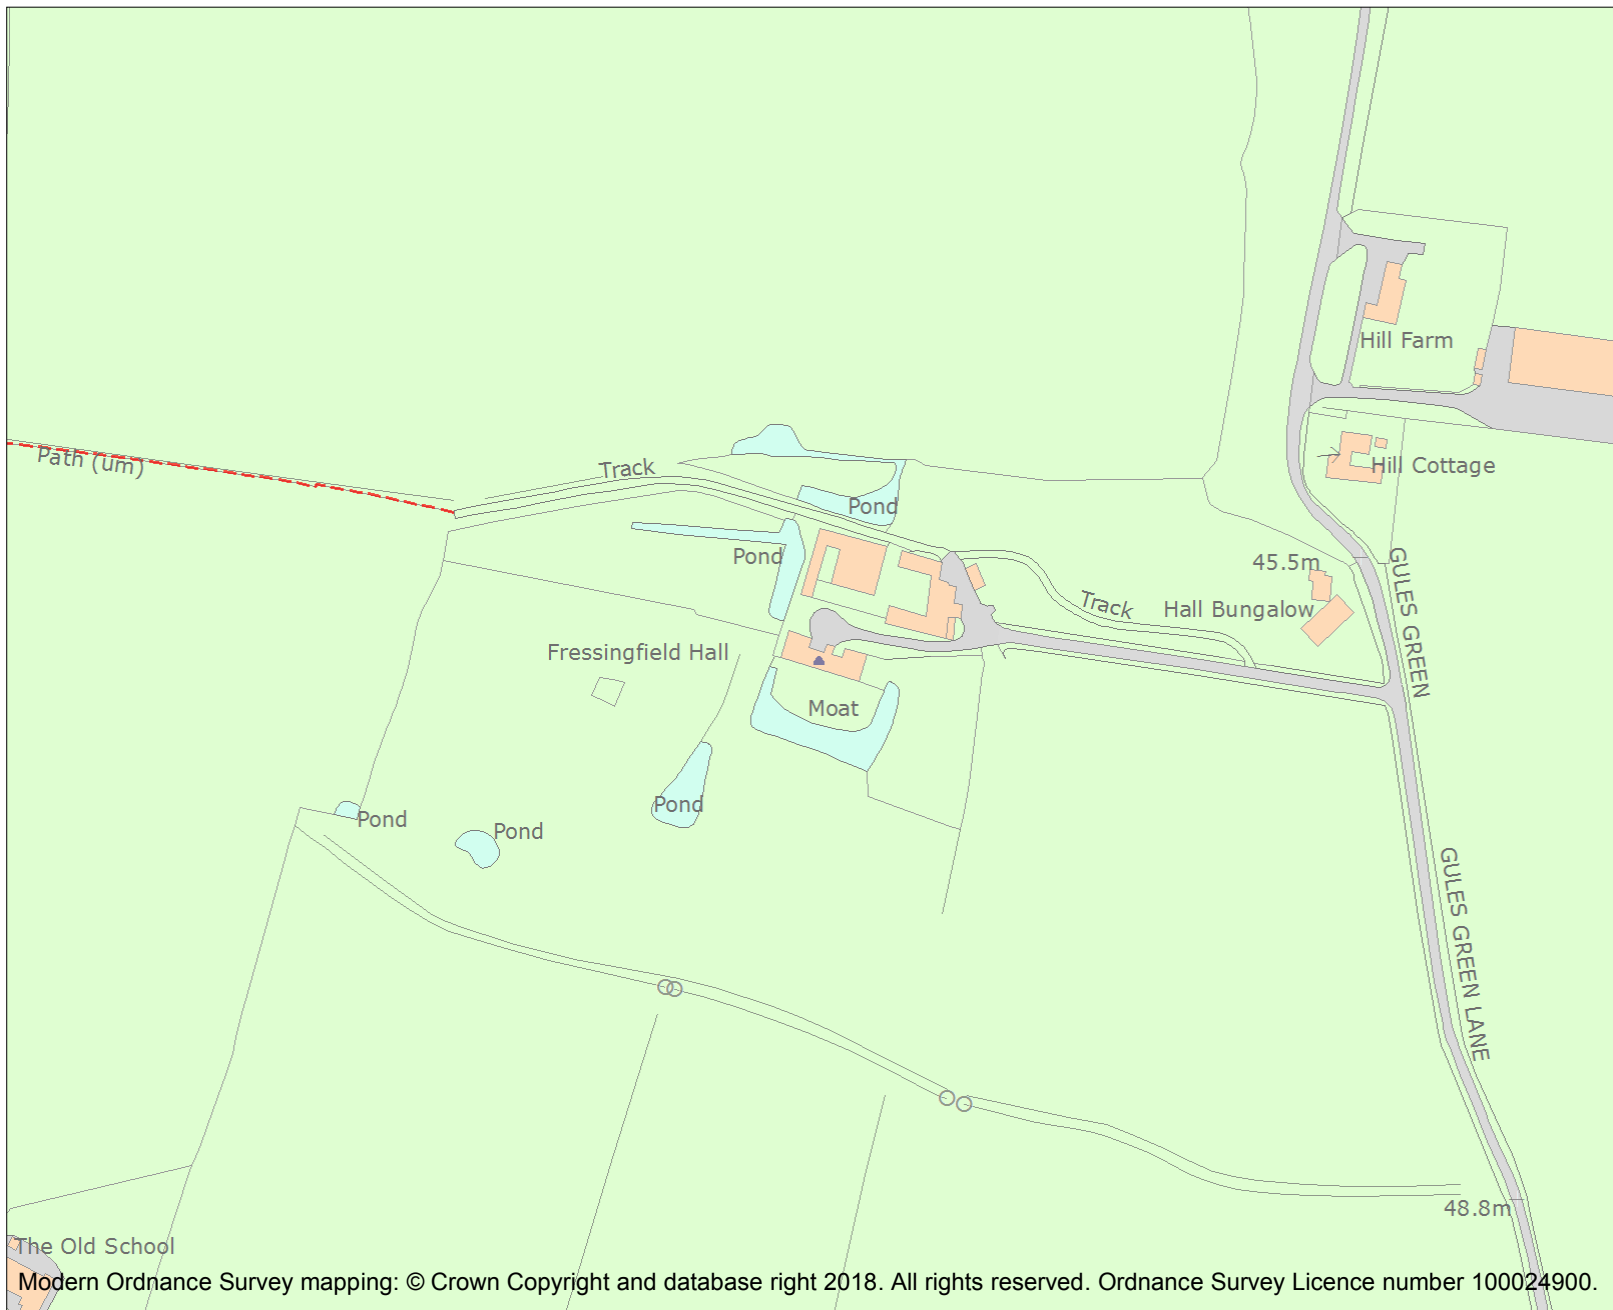 Hill Farm
Path (um)
Track
Hill Cottage
Pond
Pond
45.5m
GULES GREEN
Track
Hall Bungalow
Fressingfield Hall
Moat
Pond
Pond
Pond
GULES GREEN LANE
48.8m
The Old School
Modern Ordnance Survey mapping: © Crown Copyright and database right 2018. All rights reserved. Ordnance Survey Licence number 100024900.